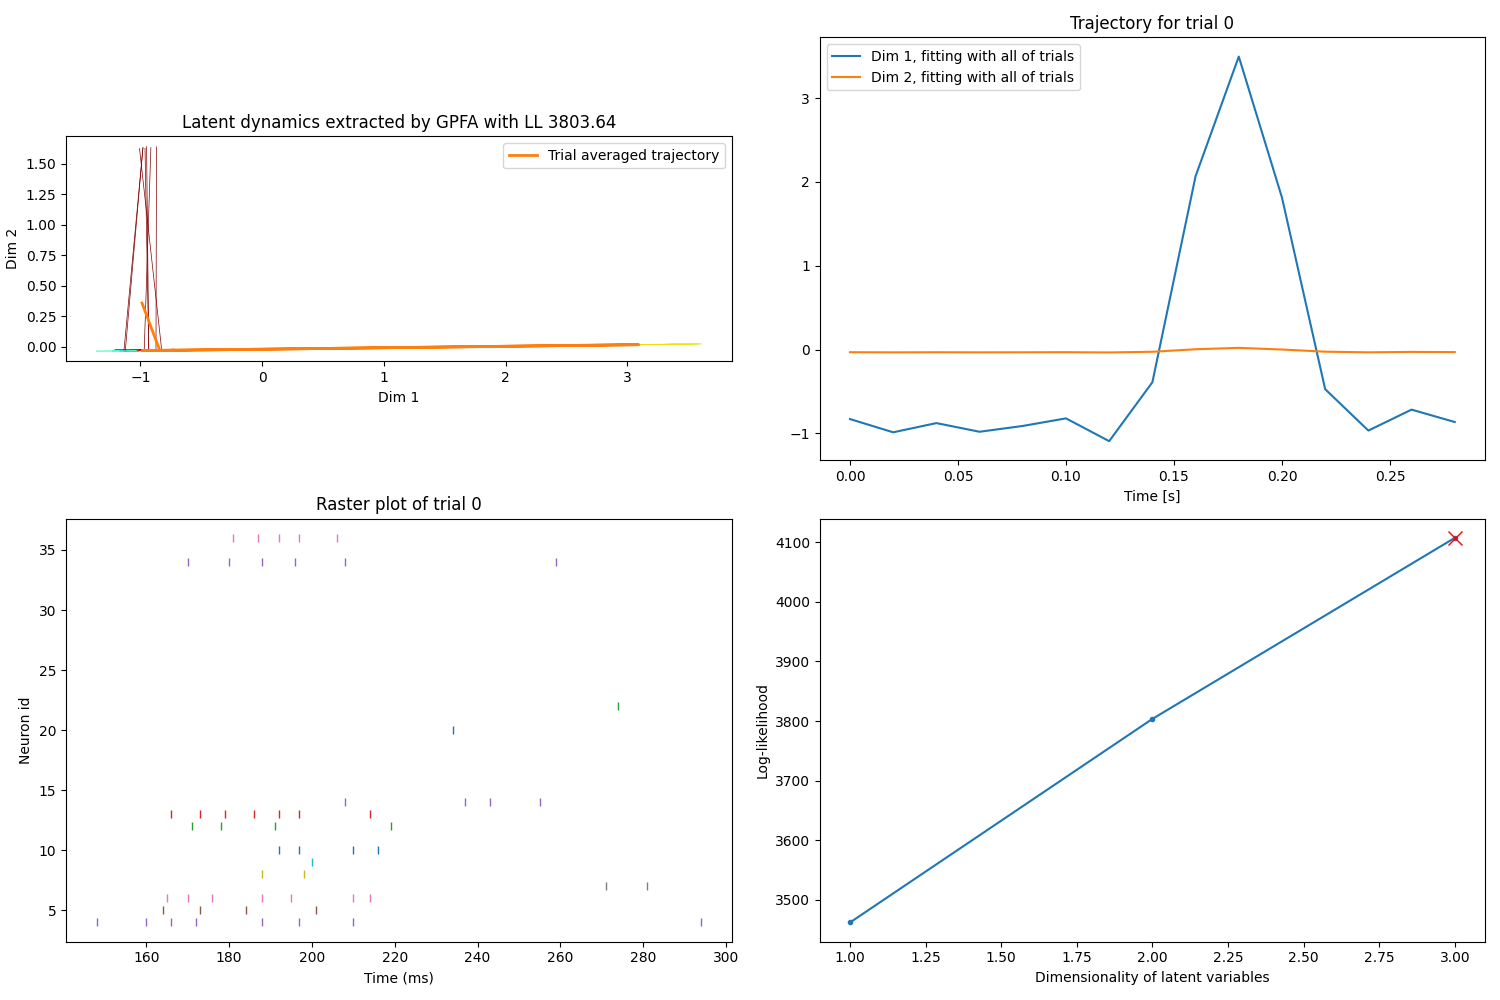 Latent dynamics extracted by GPFA with LL 3803.64
Trial averaged trajectory
1.50
1.25
1.00
0.75
0.50
0.25
0.00
Dim 2
−1 0 1 2 3
Dim 1
Trajectory for trial 0
Dim 1, fitting with all of trials
Dim 2, fitting with all of trials
3
2
1
0
−1
0.00 0.05 0.10 0.15 0.20 0.25
Time [s]
Raster plot of trial 0
35
30
25
20
15
10
5
Neuron id
160 180 200 220 240 260 280 300
Time (ms)
4100
4000
3900
3800
3700
3600
3500
Log-likelihood
1.00 1.25 1.50 1.75 2.00 2.25 2.50 2.75 3.00
Dimensionality of latent variables